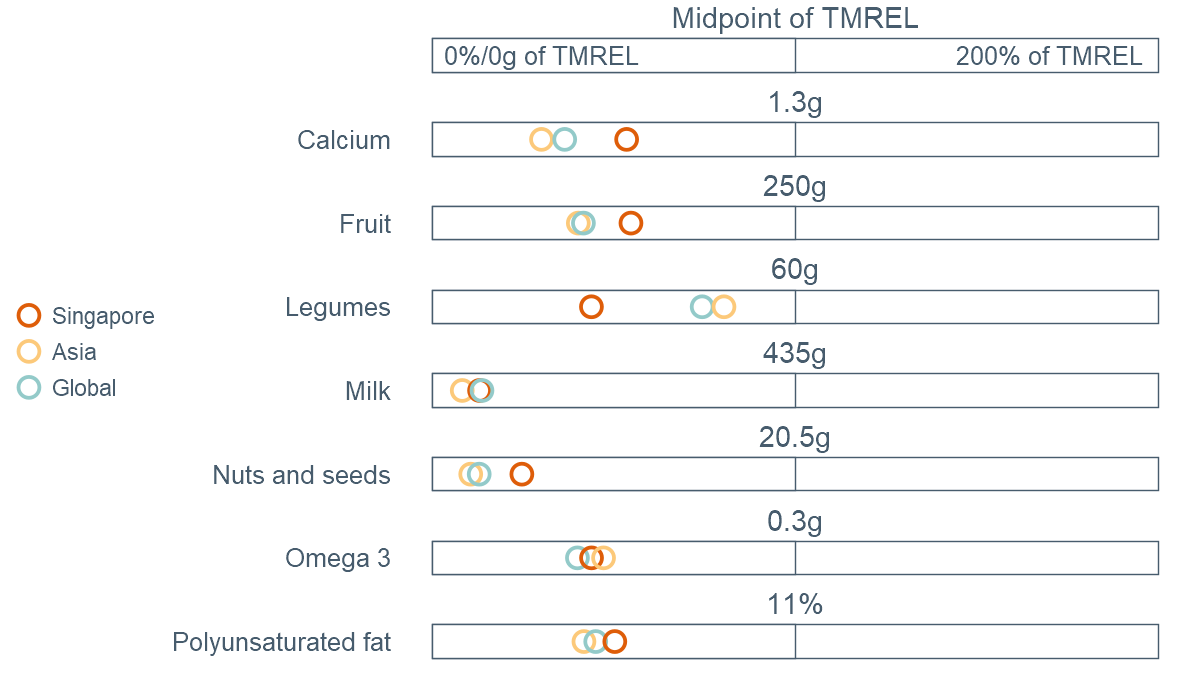 Midpoint of TMREL
0%/0g of TMREL
200% of TMREL
1.3g
Calcium
250g
Fruit
60g
Legumes
435g
Milk
20.5g
Nuts and seeds
0.3g
Omega 3
11%
Polyunsaturated fat
Singapore
Asia
Global